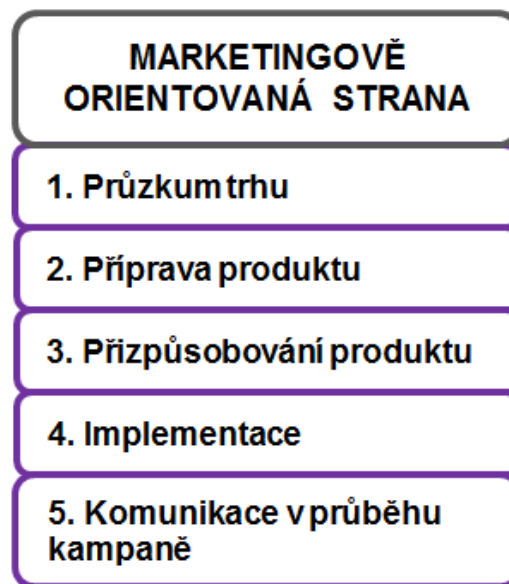 MARKETINGOVĚ
ORIENTOVANÁ STRANA
1. Průzkum trhu
2. Příprava produktu
3. Přizpůsobování produktu
4. Implementace
5. Komunikace v průběhu
kampaně